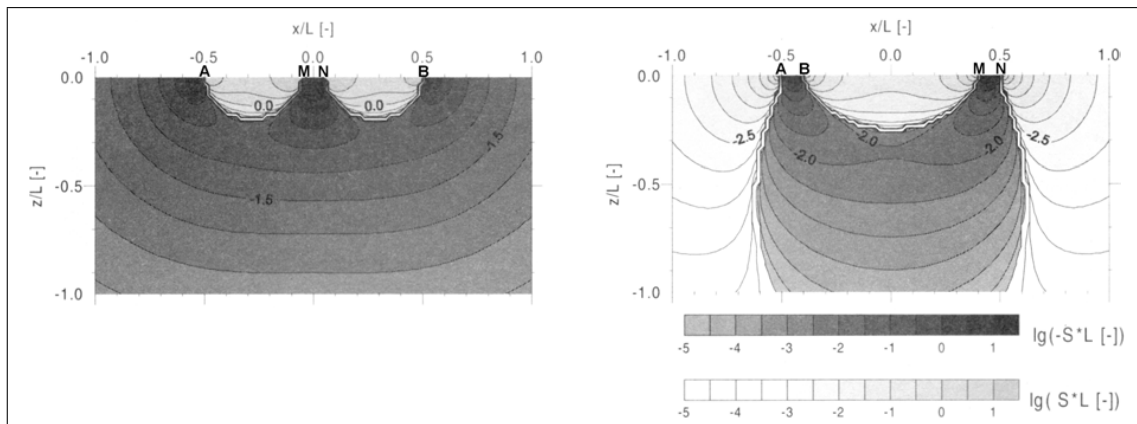 x/L [-]
-1.0 -0.5 0.0 0.5 1.0
A M N B
0.0
-0.5
-1.0
z/L [-]
0.0 0.0
-1.5
-1.5
x/L [-]
-1.0 -0.5 0.0 0.5 1.0
A B M N
0.0
-0.5
-1.0
z/L [-]
-2.5 -2.0 -2.5
-2.0 -2.0
-5 -4 -3 -2 -1 0 1
lg(-S*L [-])
-5 -4 -3 -2 -1 0 1
lg( S*L [-])